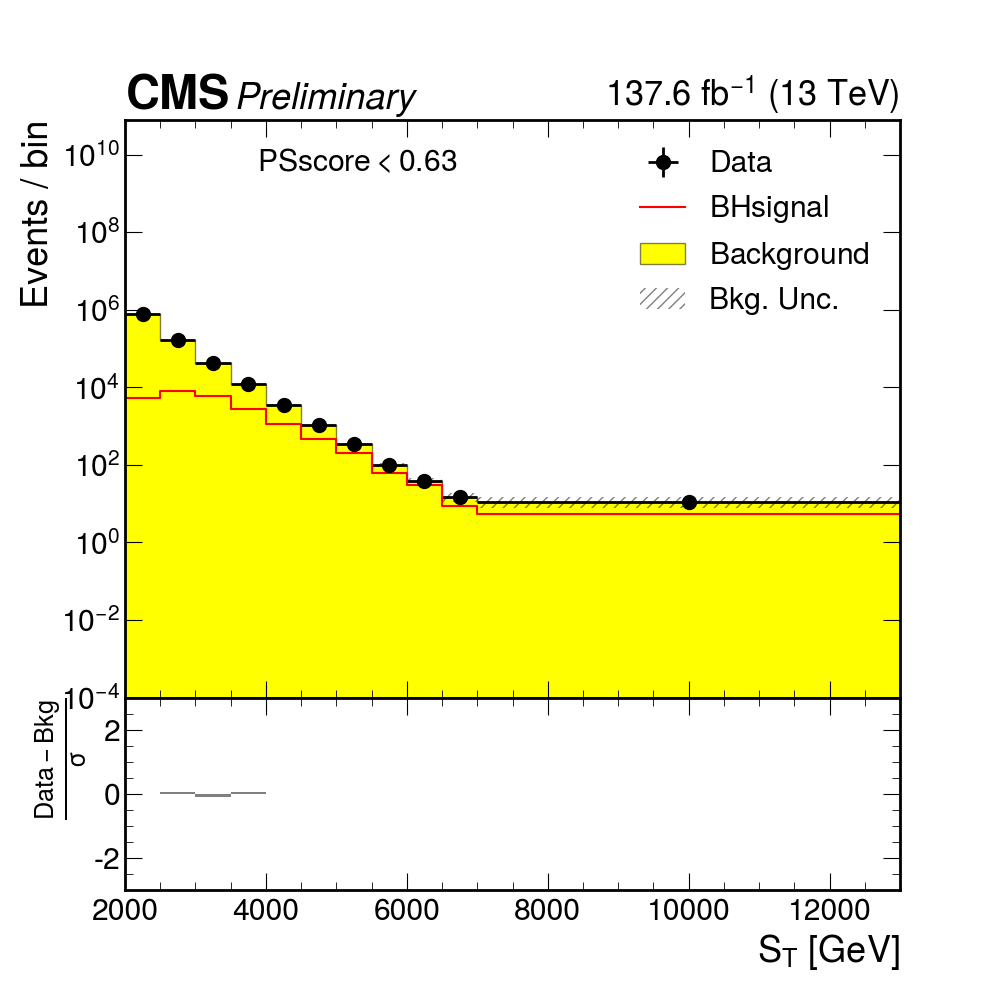 CMS Preliminary
137.6 fb⁻¹ (13 TeV)
Events / bin
PSscore < 0.63
Data
BHsignal
Background
Bkg. Unc.
10¹⁰
10⁸
10⁶
10⁴
10²
10⁰
10⁻²
10⁻⁴
Data − Bkg
σ
2
0
-2
2000 4000 6000 8000 10000 12000
S_T [GeV]